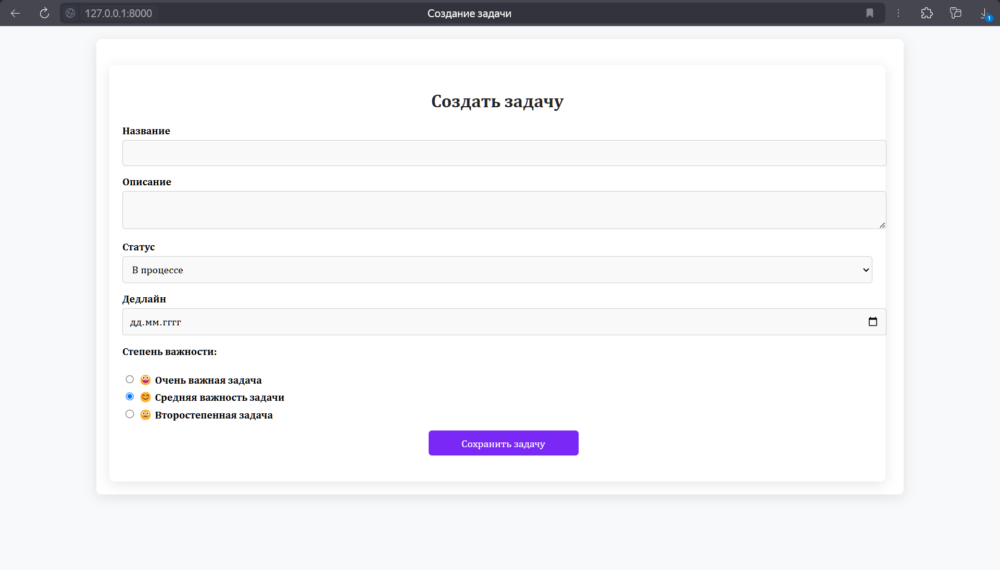 127.0.0.1:8000
Создание задачи
1
Создать задачу
Название
Описание
Статус
В процессе
Дедлайн
дд.мм.гггг
Степень важности:
Очень важная задача
Средняя важность задачи
Второстепенная задача
Сохранить задачу